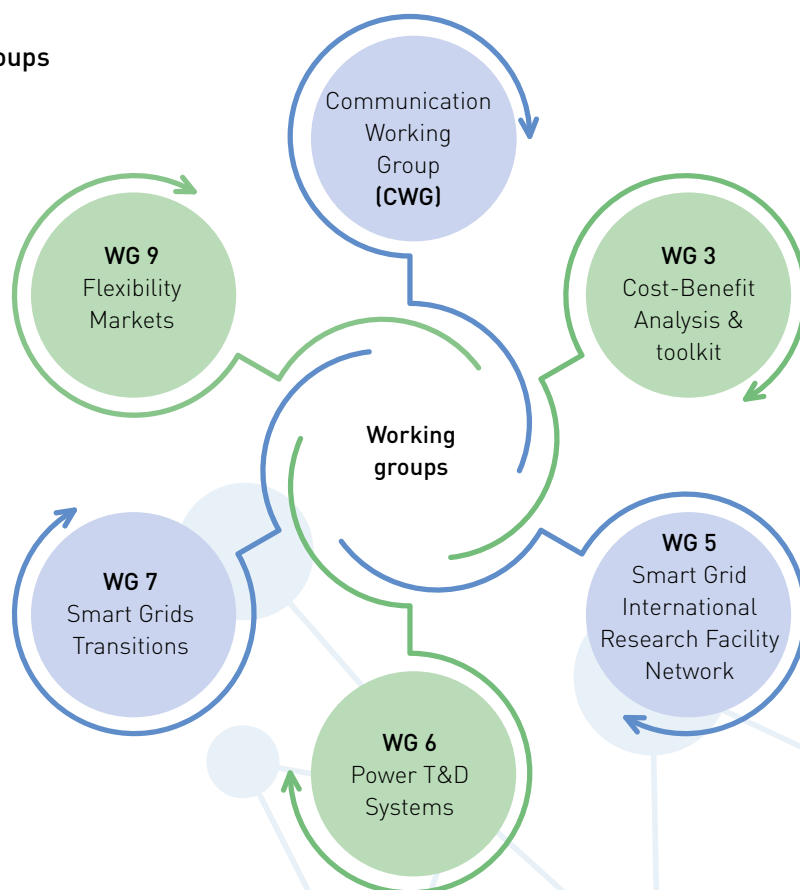 Communication
Working
Group
(CWG)
WG 9
Flexibility
Markets
WG 3
Cost-Benefit
Analysis &
toolkit
Working
groups
WG 7
Smart Grids
Transitions
WG 5
Smart Grid
International
Research Facility
Network
WG 6
Power T&D
Systems